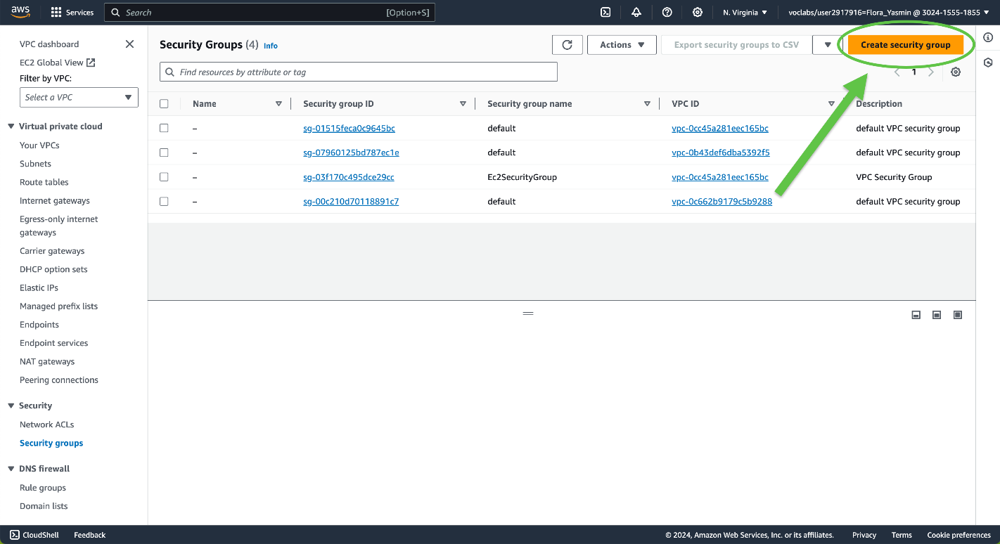 aws
Services
Search
[Option+S]
N. Virginia
voclabs/user2917916=Flora_Yasmin @ 3024-1555-1855
VPC dashboard
EC2 Global View
Filter by VPC:
Select a VPC
Virtual private cloud
Your VPCs
Subnets
Route tables
Internet gateways
Egress-only internet
gateways
Carrier gateways
DHCP option sets
Elastic IPs
Managed prefix lists
Endpoints
Endpoint services
NAT gateways
Peering connections
Security
Network ACLs
Security groups
DNS firewall
Rule groups
Domain lists
Security Groups (4) Info
Actions
Export security groups to CSV
Create security group
Find resources by attribute or tag
1
Name Security group ID Security group name VPC ID Description
– sg-01515feca0c9645bc default vpc-0cc45a281eec165bc default VPC security group
– sg-07960125bd787ec1e default vpc-0b43def6dba5392f5 default VPC security group
– sg-03f170c495dce29cc Ec2SecurityGroup vpc-0cc45a281eec165bc VPC Security Group
– sg-00c210d70118891c7 default vpc-0c662b9179c5b9288 default VPC security group
CloudShell
Feedback
© 2024, Amazon Web Services, Inc. or its affiliates.
Privacy
Terms
Cookie preferences